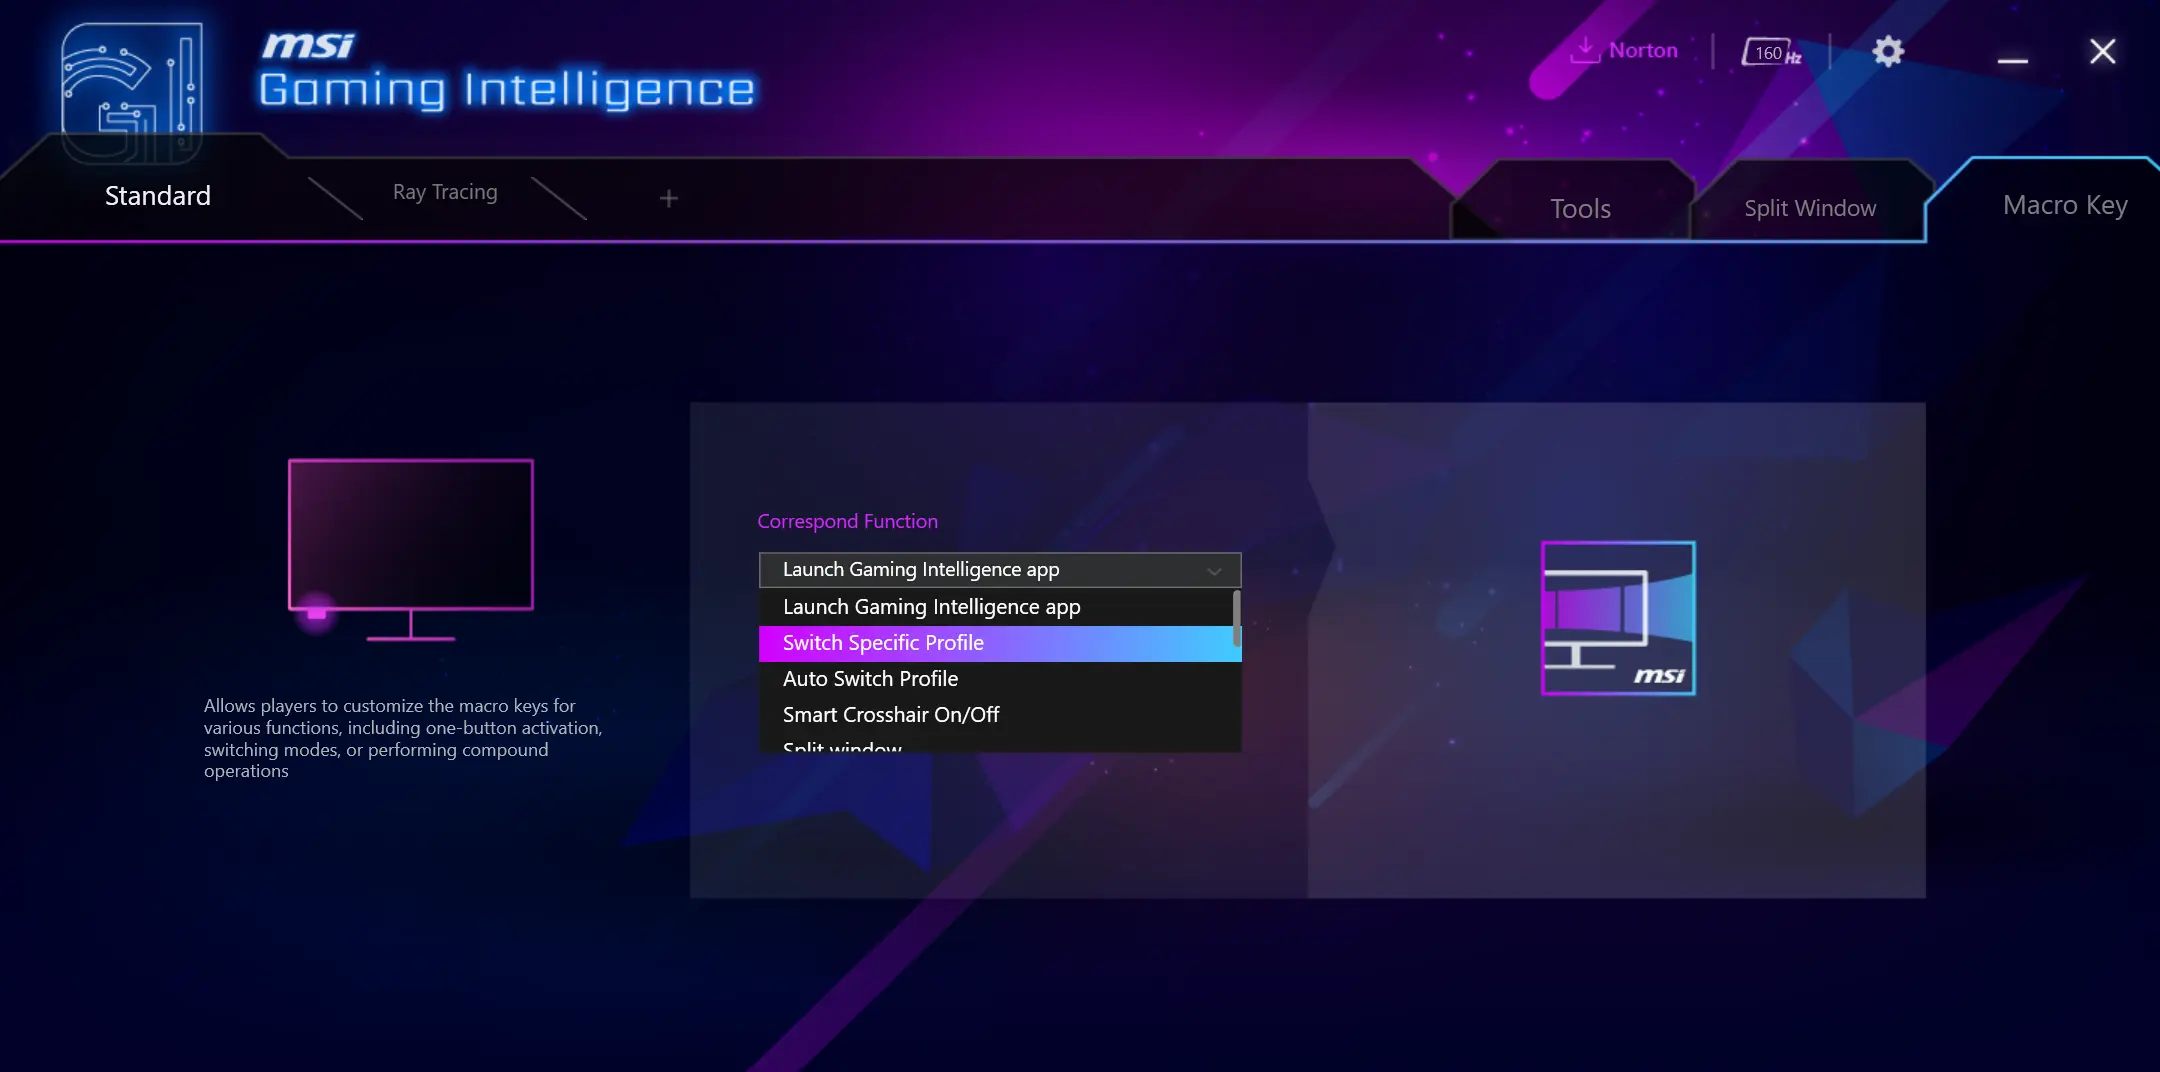 msi
Gaming Intelligence
Norton
160 Hz
Standard
Ray Tracing
+
Tools
Split Window
Macro Key
Correspond Function
Launch Gaming Intelligence app
Launch Gaming Intelligence app
Switch Specific Profile
Auto Switch Profile
Smart Crosshair On/Off
Split window
msi
Allows players to customize the macro keys for
various functions, including one-button activation,
switching modes, or performing compound
operations